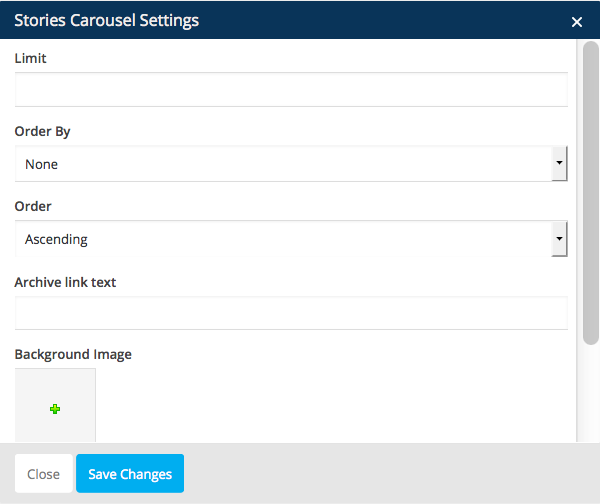 Stories Carousel Settings
Limit
Order By
None
Order
Ascending
Archive link text
Background Image
Close Save Changes